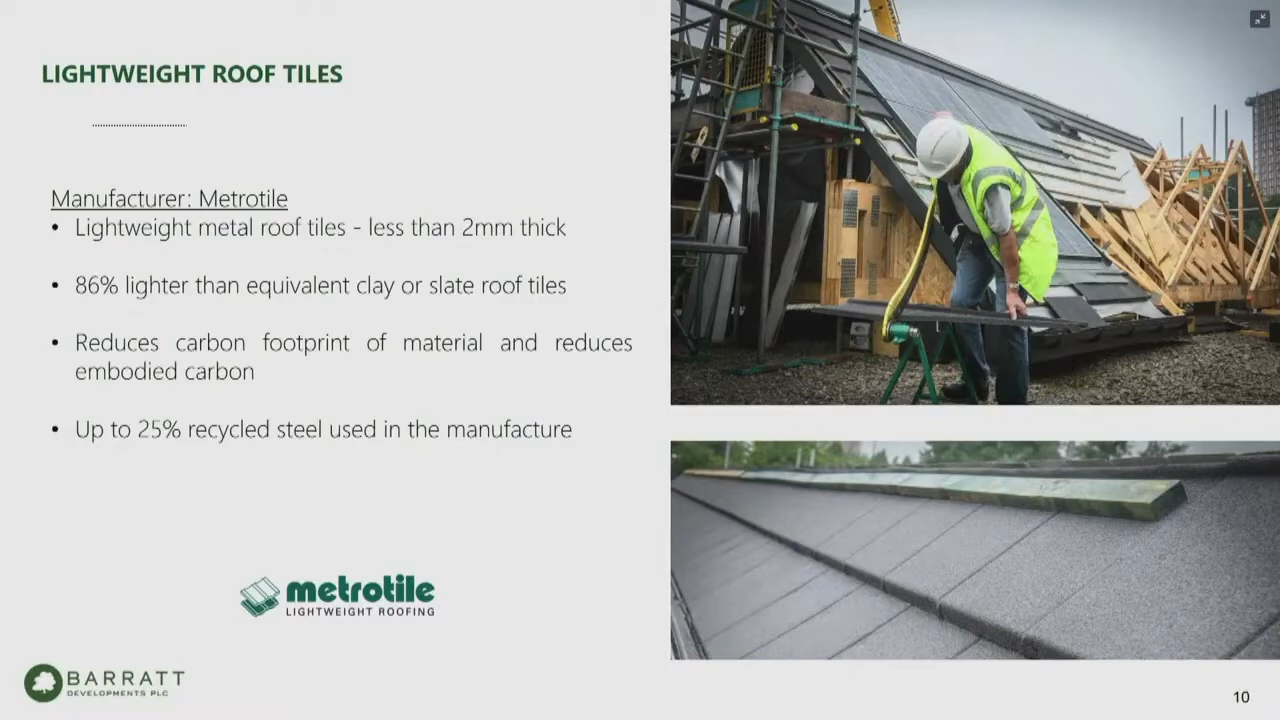 LIGHTWEIGHT ROOF TILES
Manufacturer: Metrotile
• Lightweight metal roof tiles - less than 2mm thick
• 86% lighter than equivalent clay or slate roof tiles
• Reduces carbon footprint of material and reduces
embodied carbon
• Up to 25% recycled steel used in the manufacture
metrotile
LIGHTWEIGHT ROOFING
BARRATT
DEVELOPMENTS PLC
10